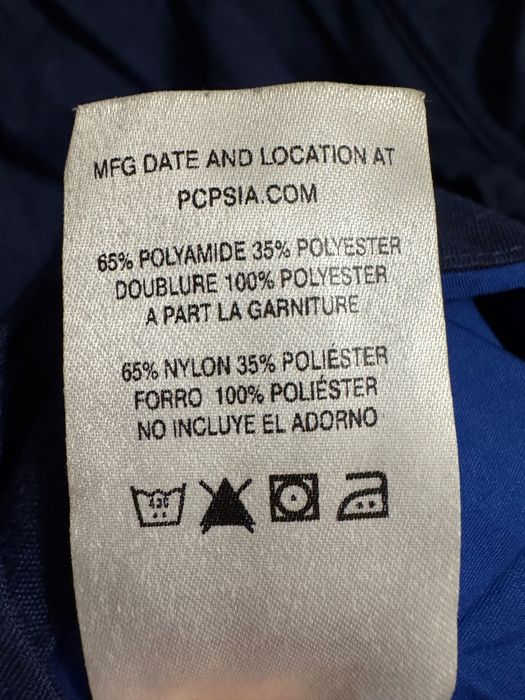 MFG DATE AND LOCATION AT
PCPSIA.COM
65% POLYAMIDE 35% POLYESTER
DOUBLURE 100% POLYESTER
A PART LA GARNITURE
65% NYLON 35% POLIÉSTER
FORRO 100% POLIÉSTER
NO INCLUYE EL ADORNO